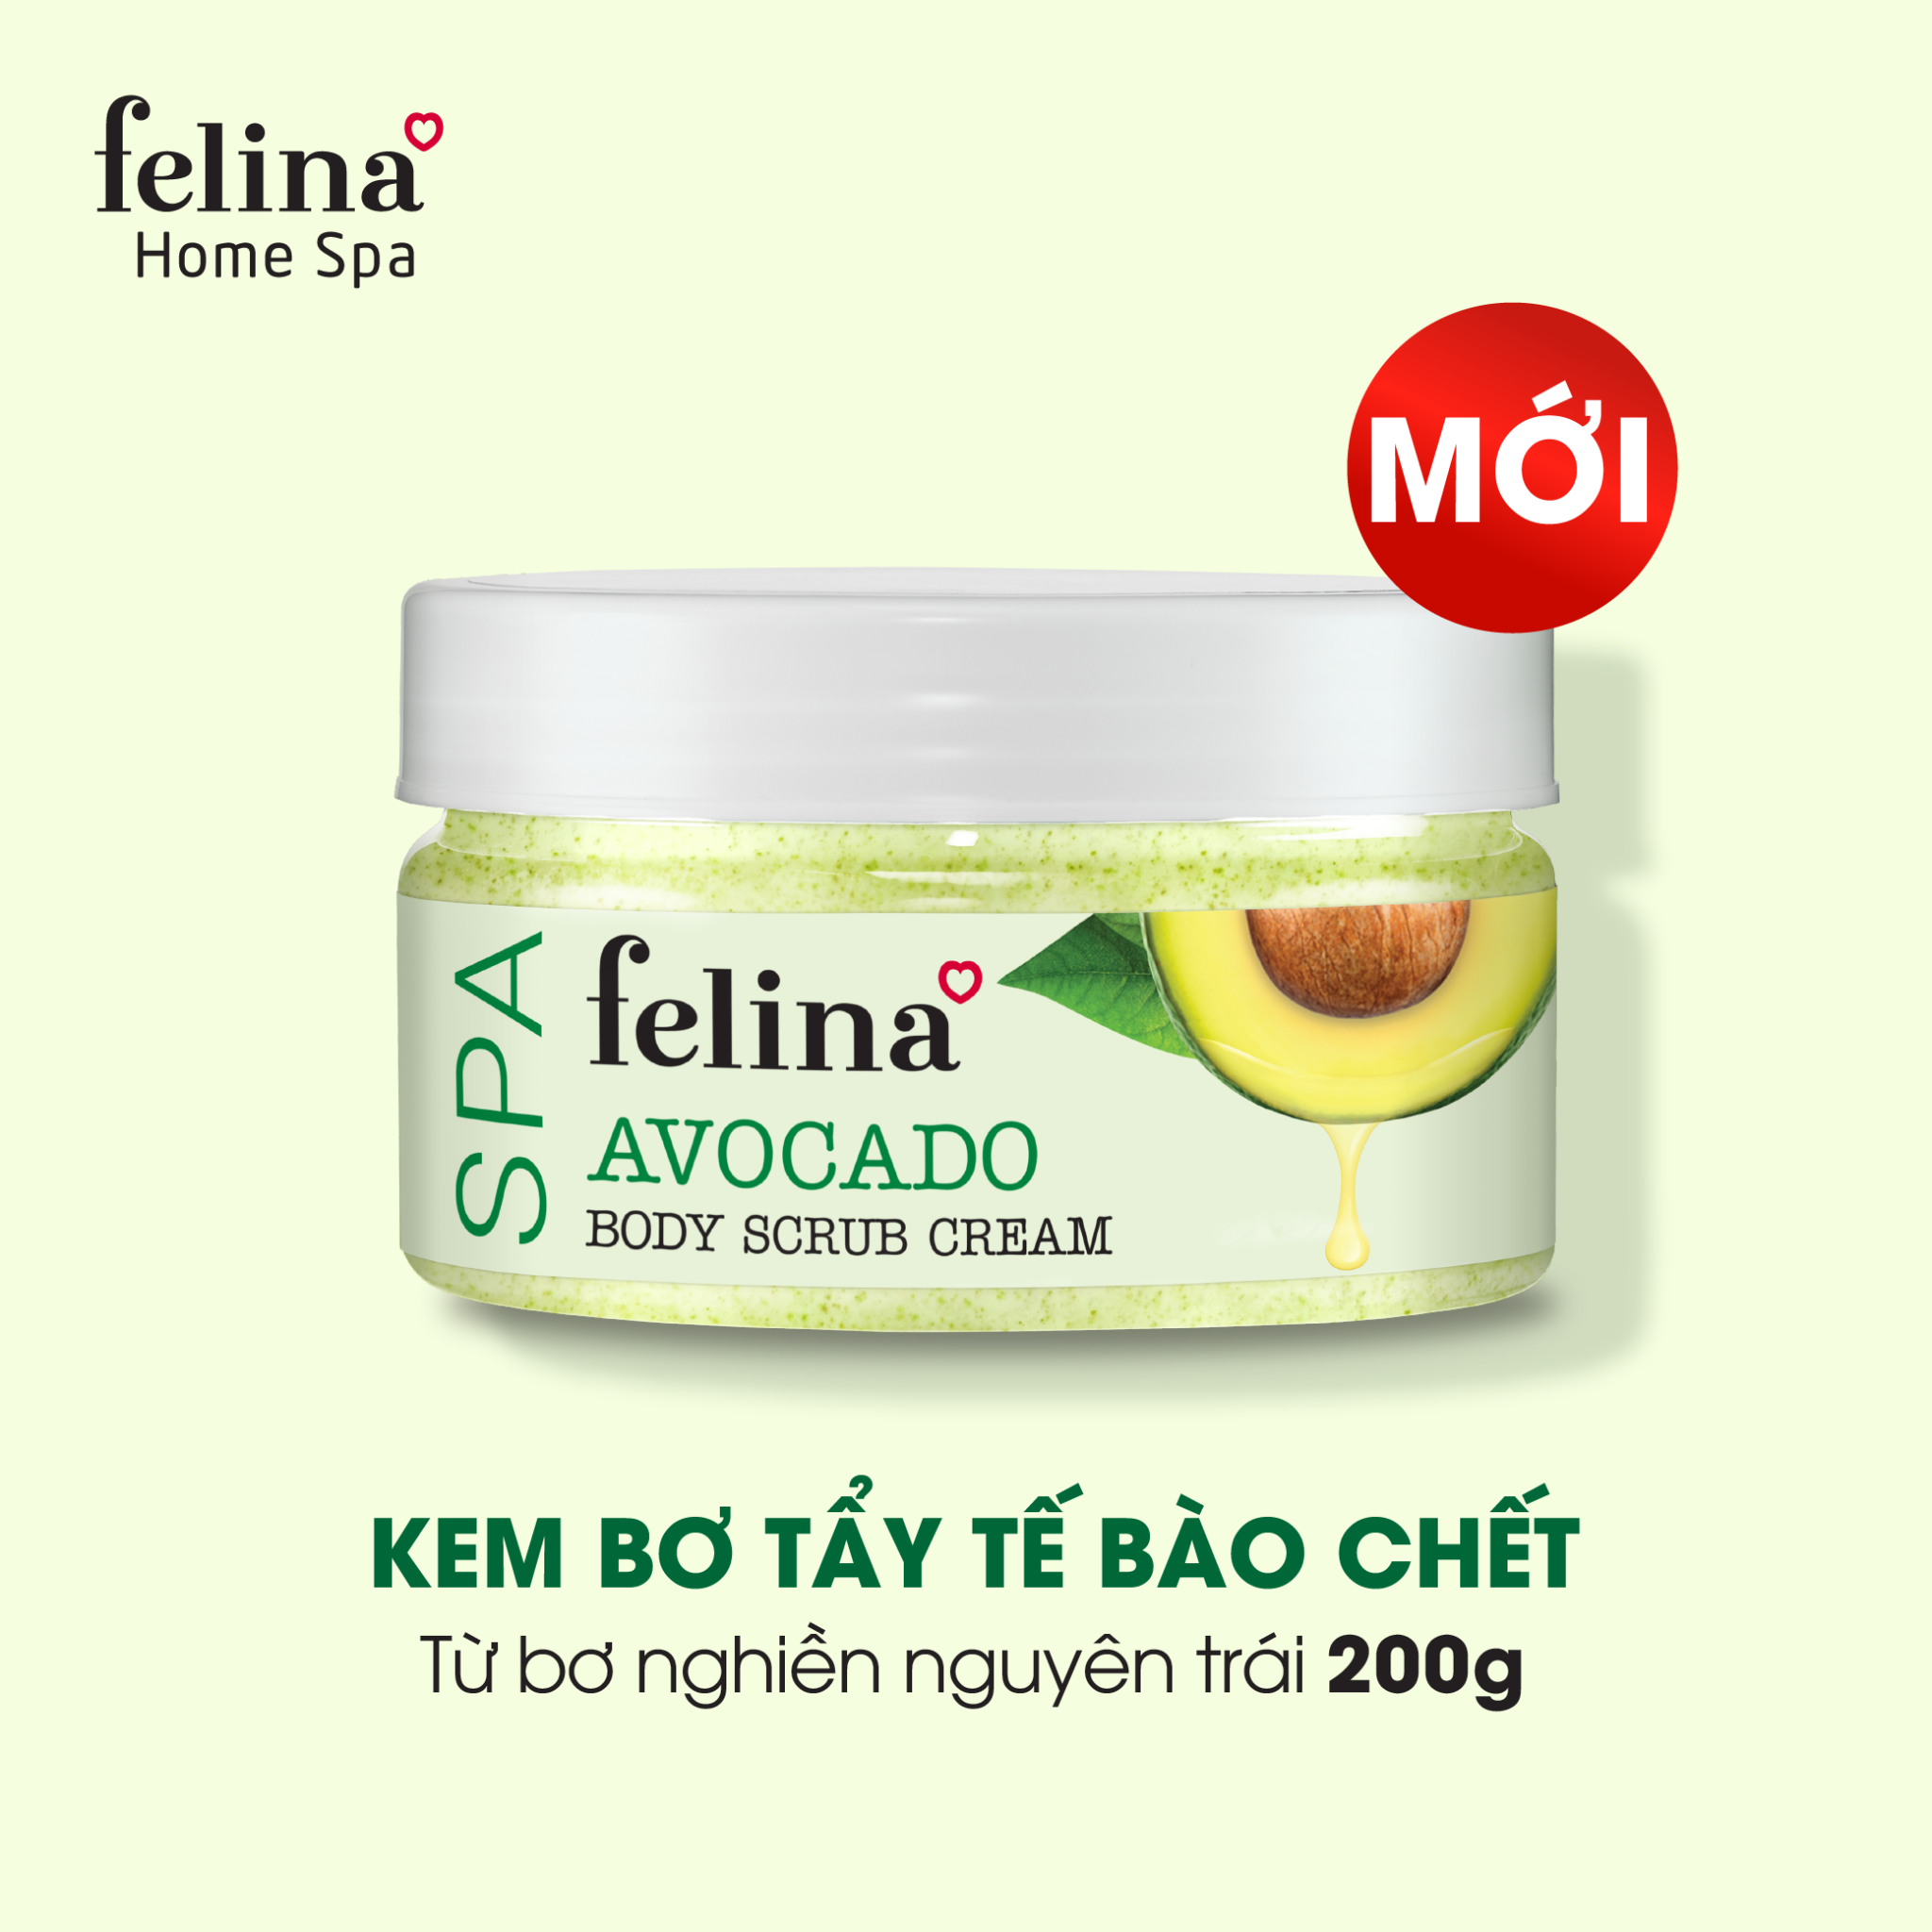 felina
Home Spa
MỚI
SPA
felina
AVOCADO
BODY SCRUB CREAM
KEM BƠ TẨY TẾ BÀO CHẾT
Từ bơ nghiền nguyên trái 200g